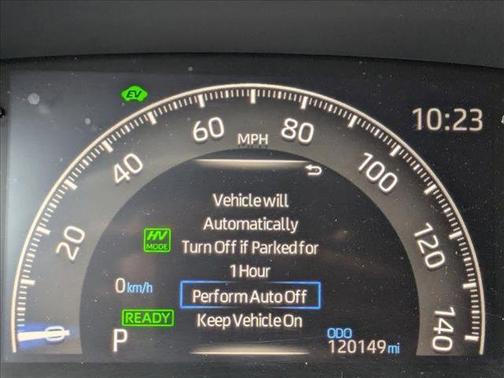 EV
10:23
60
MPH
80
40
100
20
120
0
140
Vehicle will
Automatically
Turn Off if Parked for
1 Hour
Perform Auto Off
Keep Vehicle On
HV
MODE
0 km/h
READY
P
ODO
120149 mi